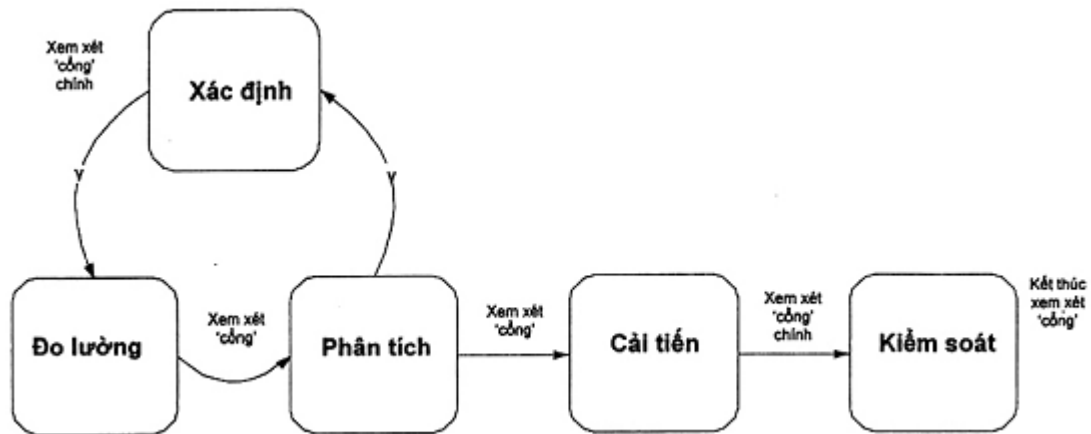 Xem xét
'cổng'
chính
Xác định
Đo lường
Xem xét
'cổng'
Phân tích
Xem xét
'cổng'
Cải tiến
Xem xét
'cổng'
chính
Kiểm soát
Kết thúc
xem xét
'cổng'